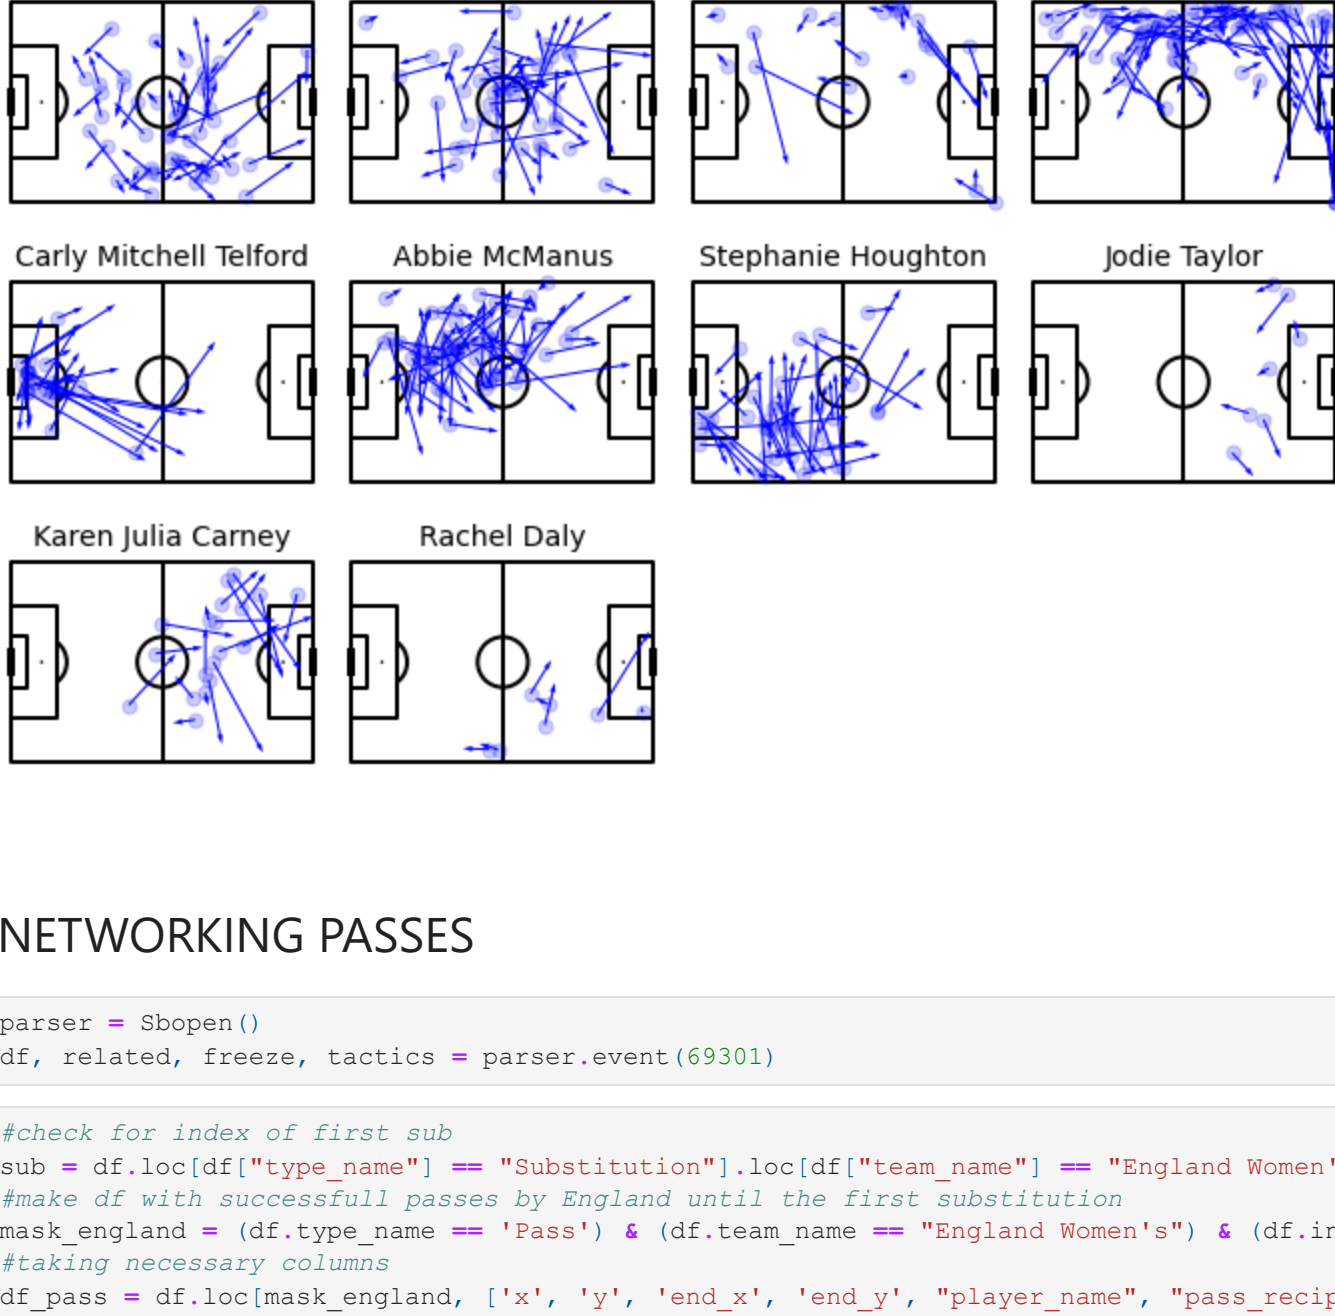 Carly Mitchell Telford Abbie McManus Stephanie Houghton Jodie Taylor
Karen Julia Carney Rachel Daly
NETWORKING PASSES
parser = Sbopen()
df, related, freeze, tactics = parser.event(69301)
#check for index of first sub
sub = df.loc[df["type_name"] == "Substitution"].loc[df["team_name"] == "England Women'
#make df with successfull passes by England until the first substitution
mask_england = (df.type_name == 'Pass') & (df.team_name == "England Women's") & (df.in
#taking necessary columns
df_pass = df.loc[mask_england, ['x', 'y', 'end_x', 'end_y', "player_name", "pass_recip